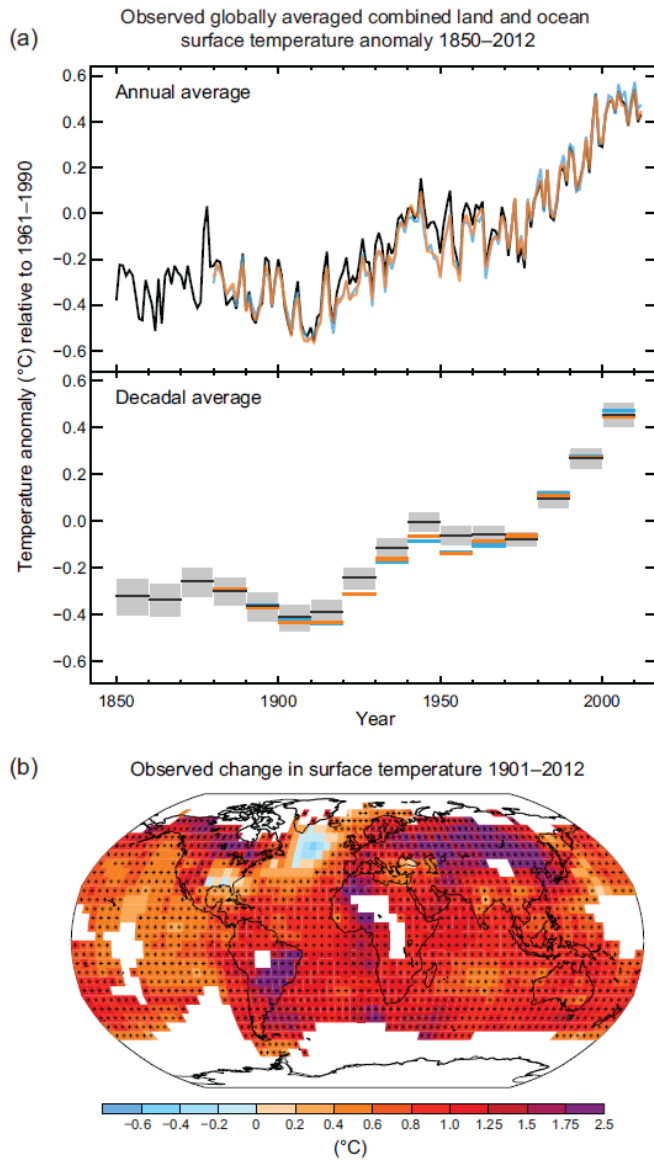 Observed globally averaged combined land and ocean
surface temperature anomaly 1850–2012
(a)
Annual average
0.6
0.4
0.2
0.0
−0.2
−0.4
−0.6
Temperature anomaly (°C) relative to 1961–1990
Decadal average
0.6
0.4
0.2
0.0
−0.2
−0.4
−0.6
1850
1900
1950
2000
Year
(b)
Observed change in surface temperature 1901–2012
−0.6 −0.4 −0.2 0 0.2 0.4 0.6 0.8 1.0 1.25 1.5 1.75 2.5
(°C)